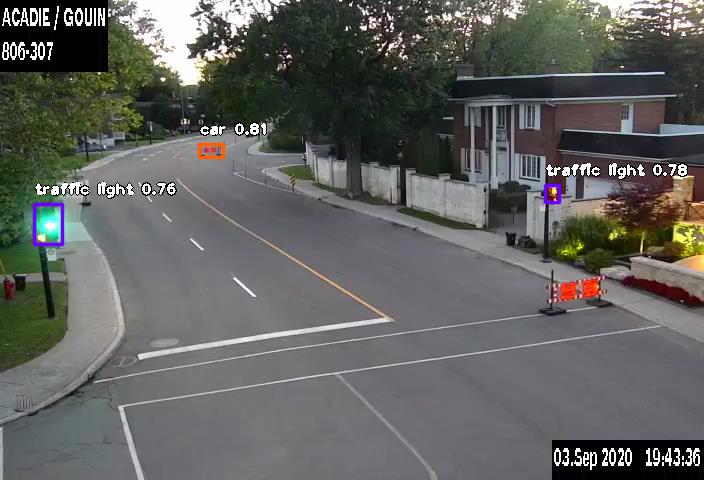 ACADIE / GOUIN
806-307
car 0.81
traffic light 0.78
traffic light 0.76
03.Sep 2020 19:43:36